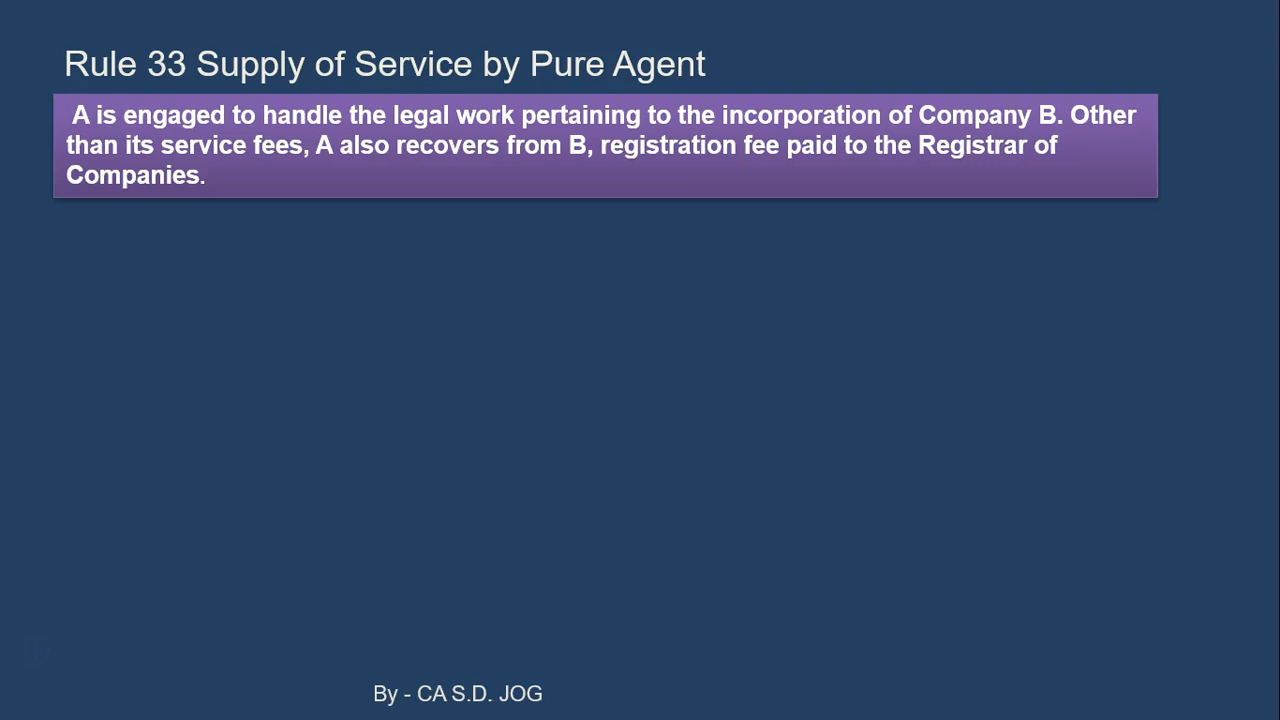 Rule 33 Supply of Service by Pure Agent
A is engaged to handle the legal work pertaining to the incorporation of Company B. Other
than its service fees, A also recovers from B, registration fee paid to the Registrar of
Companies.
By - CA S.D. JOG